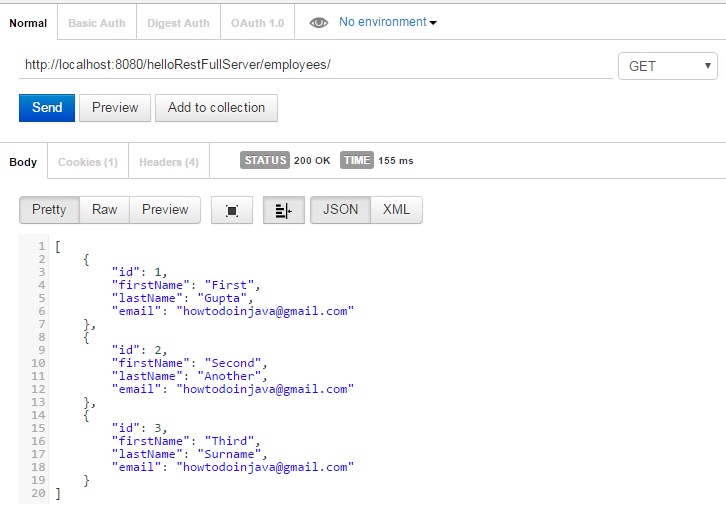 Normal Basic Auth Digest Auth OAuth 1.0 No environment
http://localhost:8080/helloRestFullServer/employees/ GET
Send Preview Add to collection
Body Cookies (1) Headers (4) STATUS 200 OK TIME 155 ms
Pretty Raw Preview JSON XML
1 [
2 {
3 "id": 1,
4 "firstName": "First",
5 "lastName": "Gupta",
6 "email": "howtodoinjava@gmail.com"
7 },
8 {
9 "id": 2,
10 "firstName": "Second",
11 "lastName": "Another",
12 "email": "howtodoinjava@gmail.com"
13 },
14 {
15 "id": 3,
16 "firstName": "Third",
17 "lastName": "Surname",
18 "email": "howtodoinjava@gmail.com"
19 }
20 ]